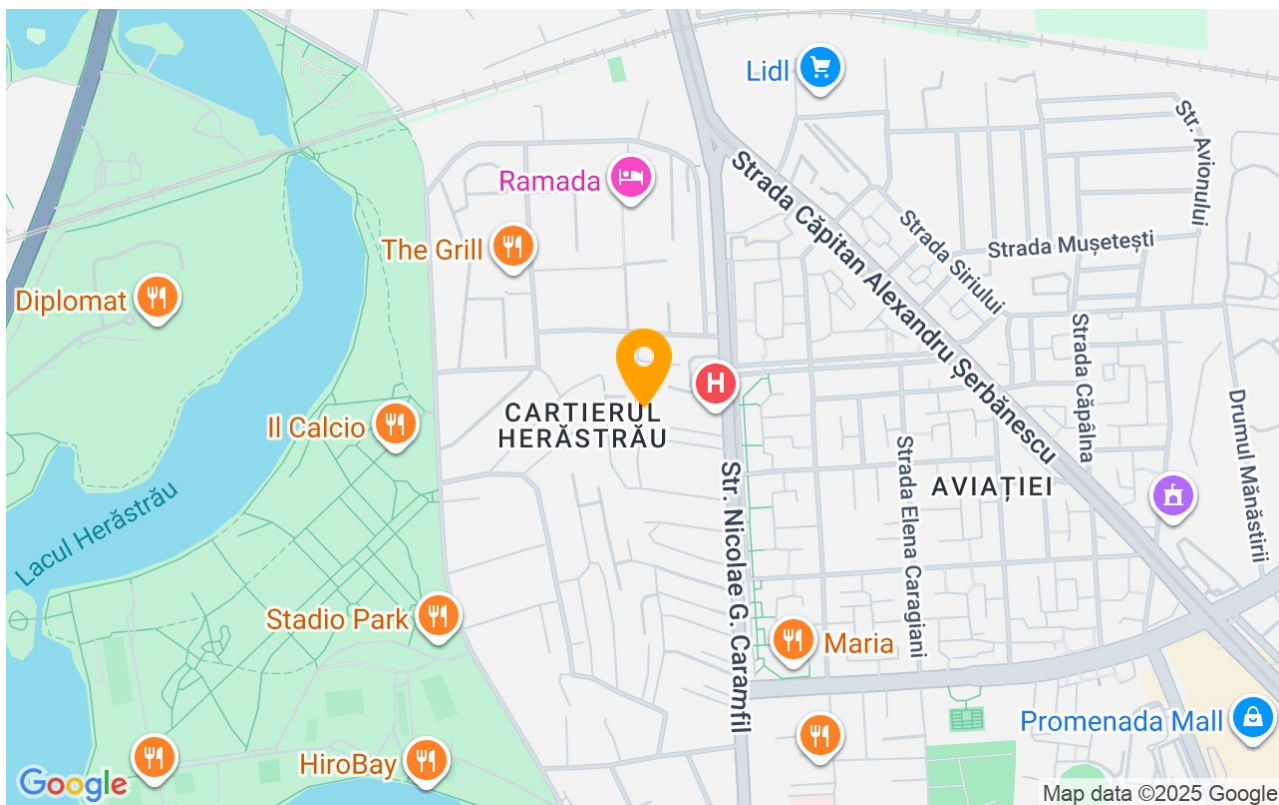 Lidl
Str. Avionului
Ramada
Strada Căpitan Alexandru Șerbănescu
Strada Siriului
Strada Mușetești
The Grill
Diplomat
H
Strada Căpâlna
CARTIERUL
HERĂSTRĂU
Il Calcio
Drumul Mănăstirii
Strada Elena Caragiani
AVIAȚIEI
Str. Nicolae G. Caramfil
Lacul Herăstrău
Stadio Park
Maria
Promenada Mall
HiroBay
Google
Map data ©2025 Google